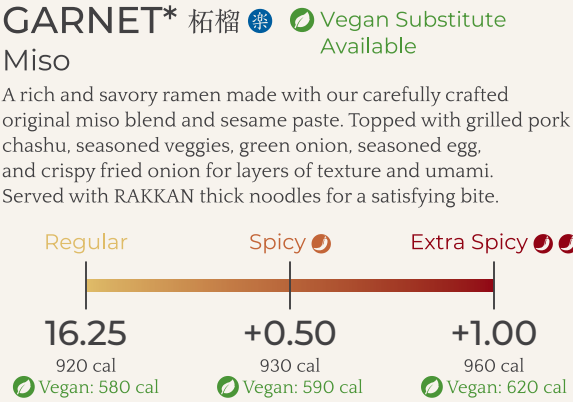 GARNET* 柘榴 楽 Vegan Substitute
Available
Miso
A rich and savory ramen made with our carefully crafted
original miso blend and sesame paste. Topped with grilled pork
chashu, seasoned veggies, green onion, seasoned egg,
and crispy fried onion for layers of texture and umami.
Served with RAKKAN thick noodles for a satisfying bite.
Regular Spicy Extra Spicy
16.25 +0.50 +1.00
920 cal 930 cal 960 cal
Vegan: 580 cal Vegan: 590 cal Vegan: 620 cal